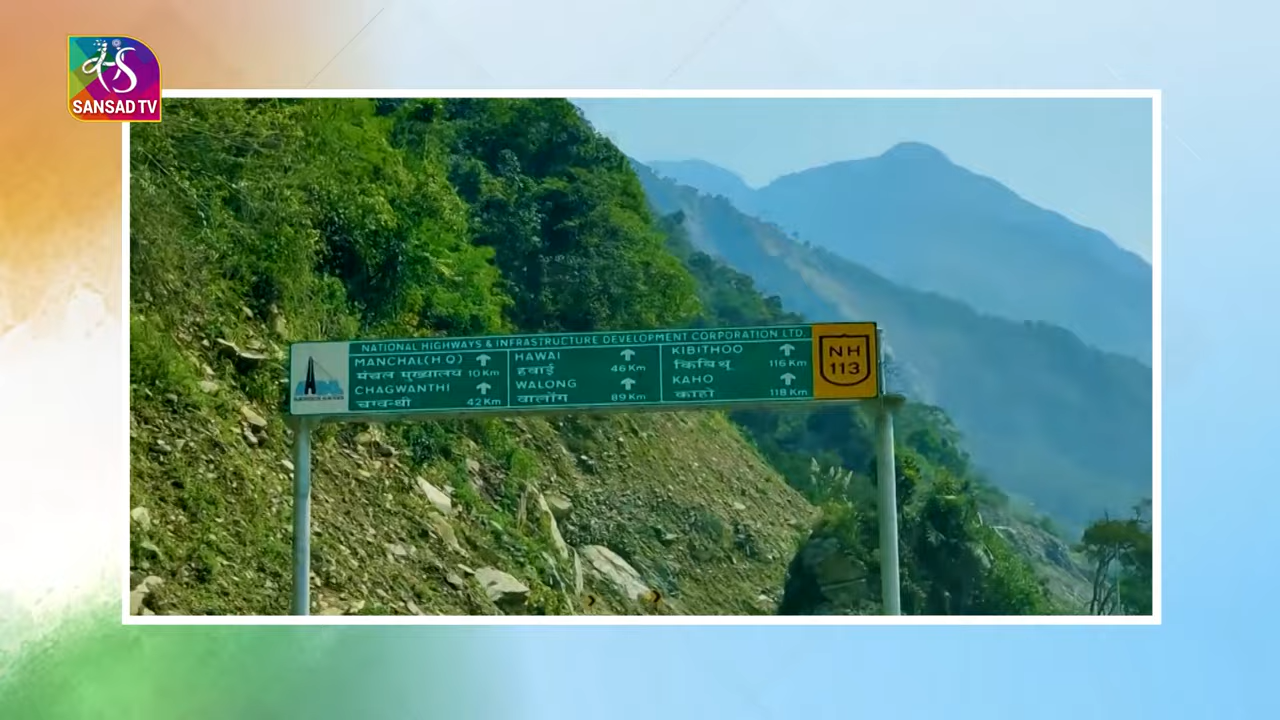 SANSAD TV
NATIONAL HIGHWAYS & INFRASTRUCTURE DEVELOPMENT CORPORATION LTD.
MANCHAL(H.Q)
मंचल मुख्यालय 10 Km
CHAGWANTHI
चग्वन्थी 42 Km
HAWAI
हवाई 46 Km
WALONG
वालोंग 89 Km
KIBITHOO
किबिथू 116 Km
KAHO
काहो 118 Km
NH
113